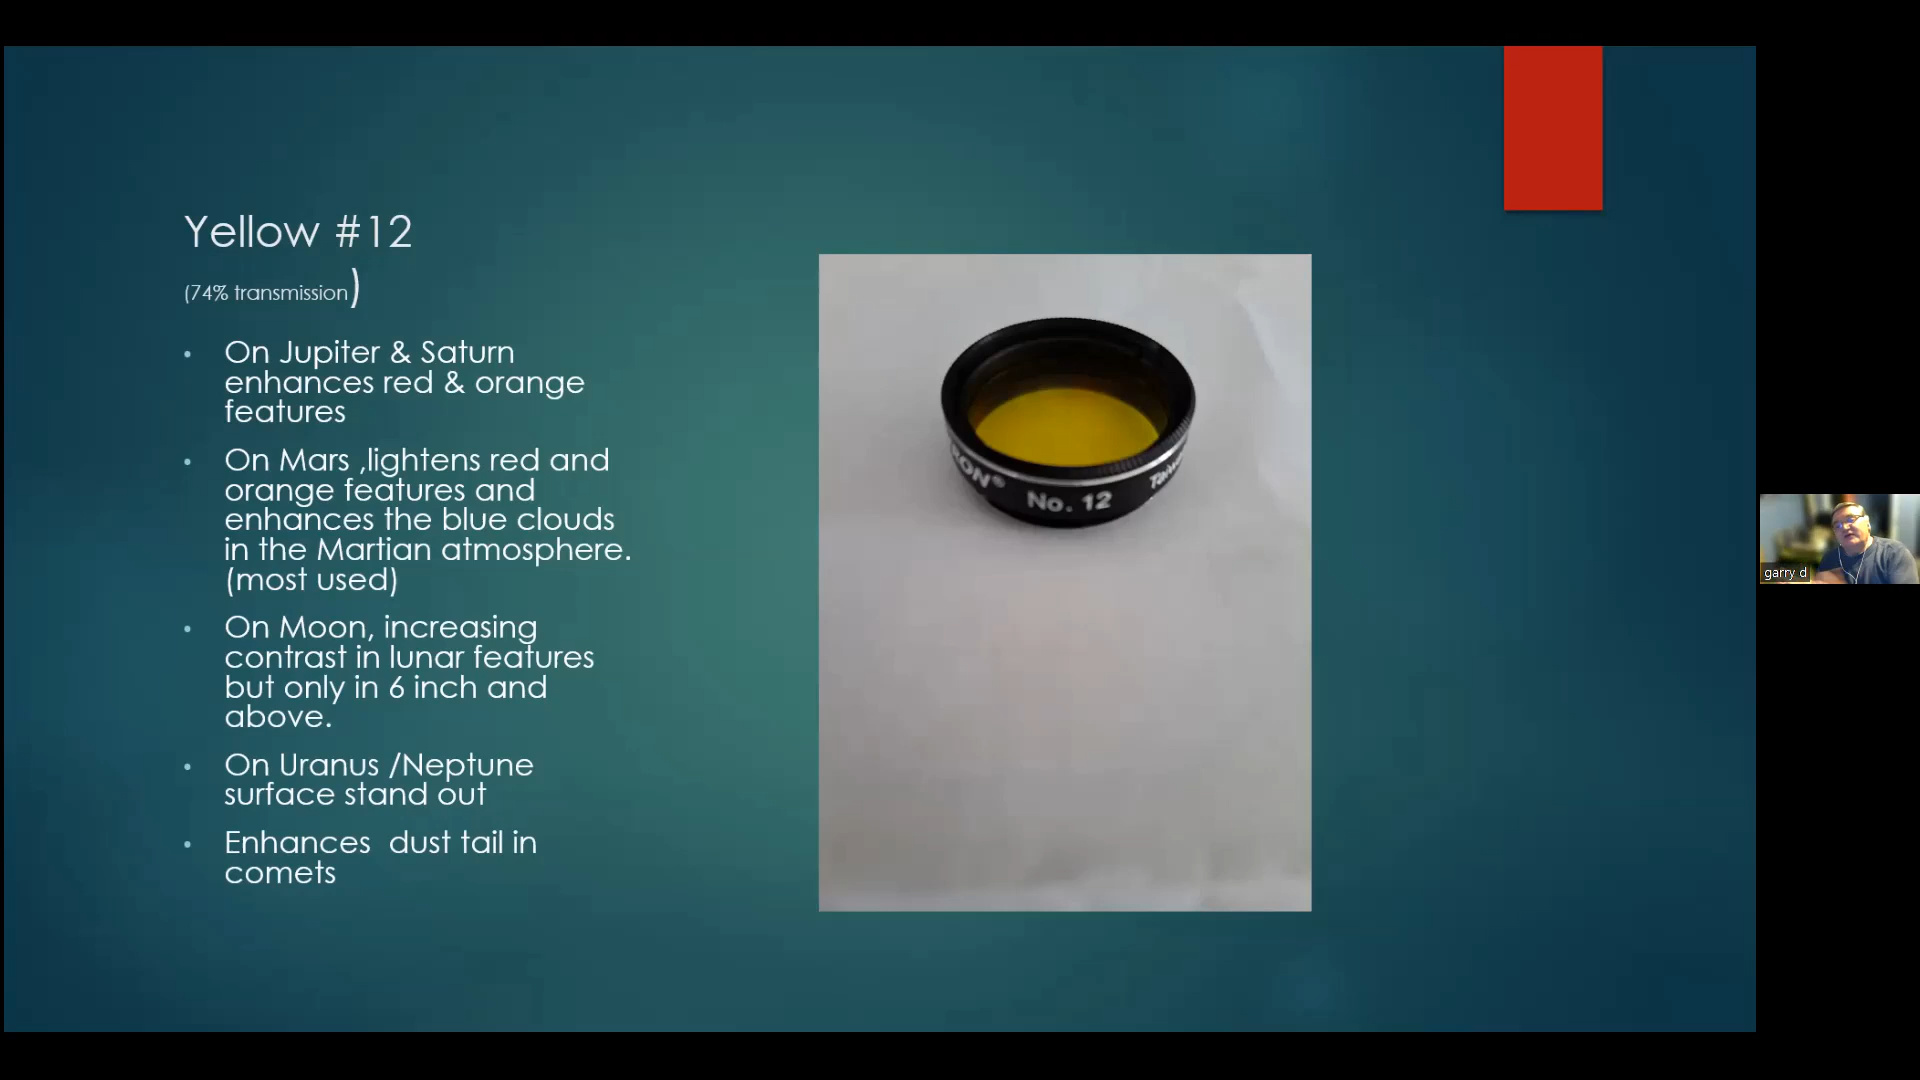 Yellow #12
(74% transmission)
• On Jupiter & Saturn
enhances red & orange
features
• On Mars ,lightens red and
orange features and
enhances the blue clouds
in the Martian atmosphere.
(most used)
• On Moon, increasing
contrast in lunar features
but only in 6 inch and
above.
• On Uranus /Neptune
surface stand out
• Enhances  dust tail in
comets
RON®
No. 12
garry d